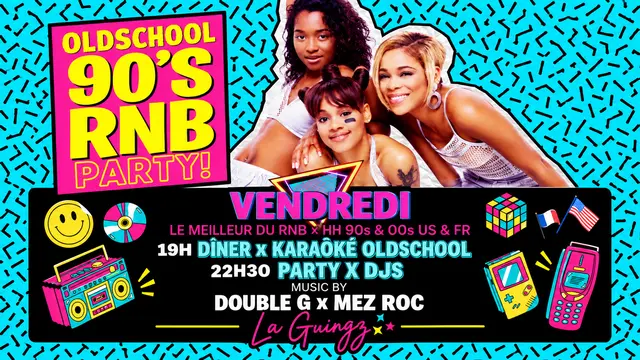 OLDSCHOOL
90'S
RNB
PARTY!
VENDREDI
LE MEILLEUR DU RNB x HH 90s & 00s US & FR
19H DÎNER x KARAÔKÉ OLDSCHOOL
22H30 PARTY X DJS
MUSIC BY
DOUBLE G x MEZ ROC
La Guingz